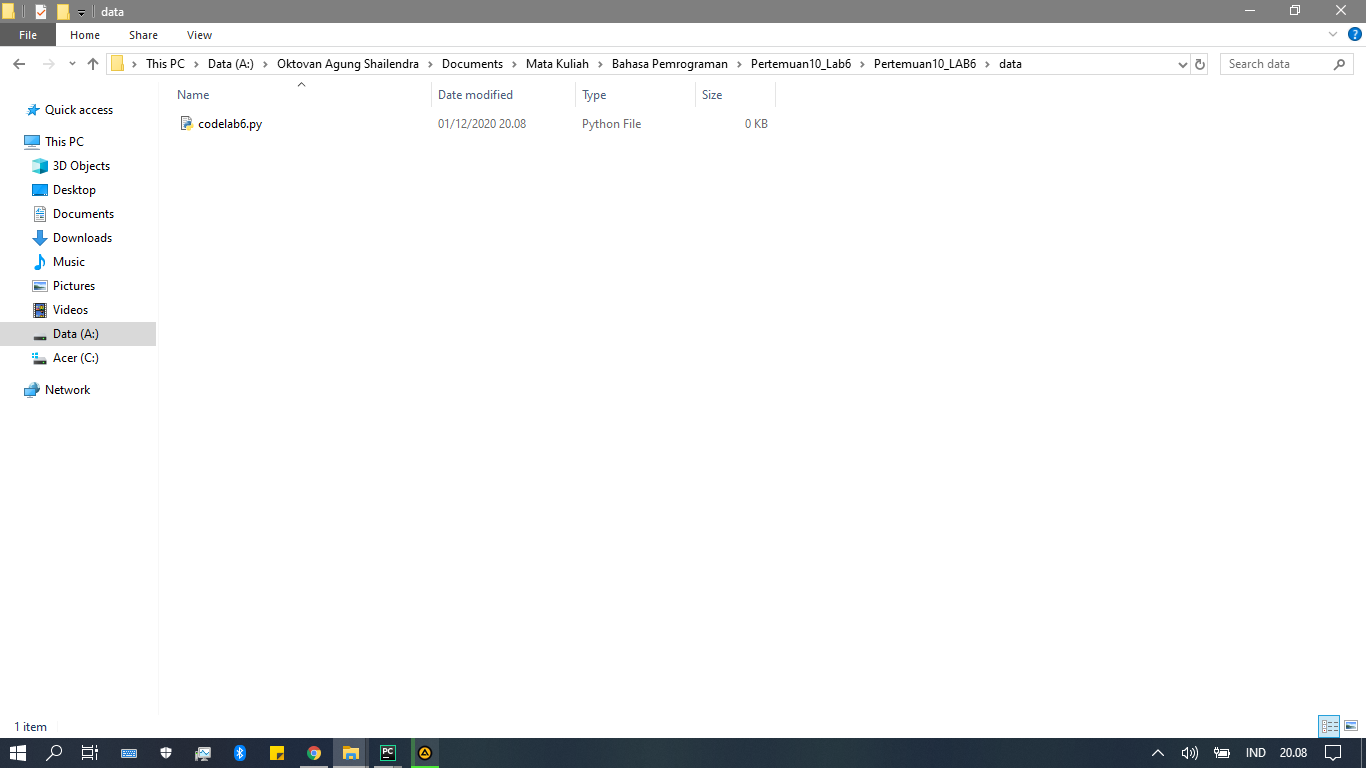 data
File Home Share View
This PC Data (A:) Oktovan Agung Shailendra Documents Mata Kuliah Bahasa Pemrograman Pertemuan10_Lab6 Pertemuan10_LAB6 data Search data
Name Date modified Type Size
codelab6.py 01/12/2020 20.08 Python File 0 KB
Quick access
This PC
3D Objects
Desktop
Documents
Downloads
Music
Pictures
Videos
Data (A:)
Acer (C:)
Network
1 item
PC IND 20.08